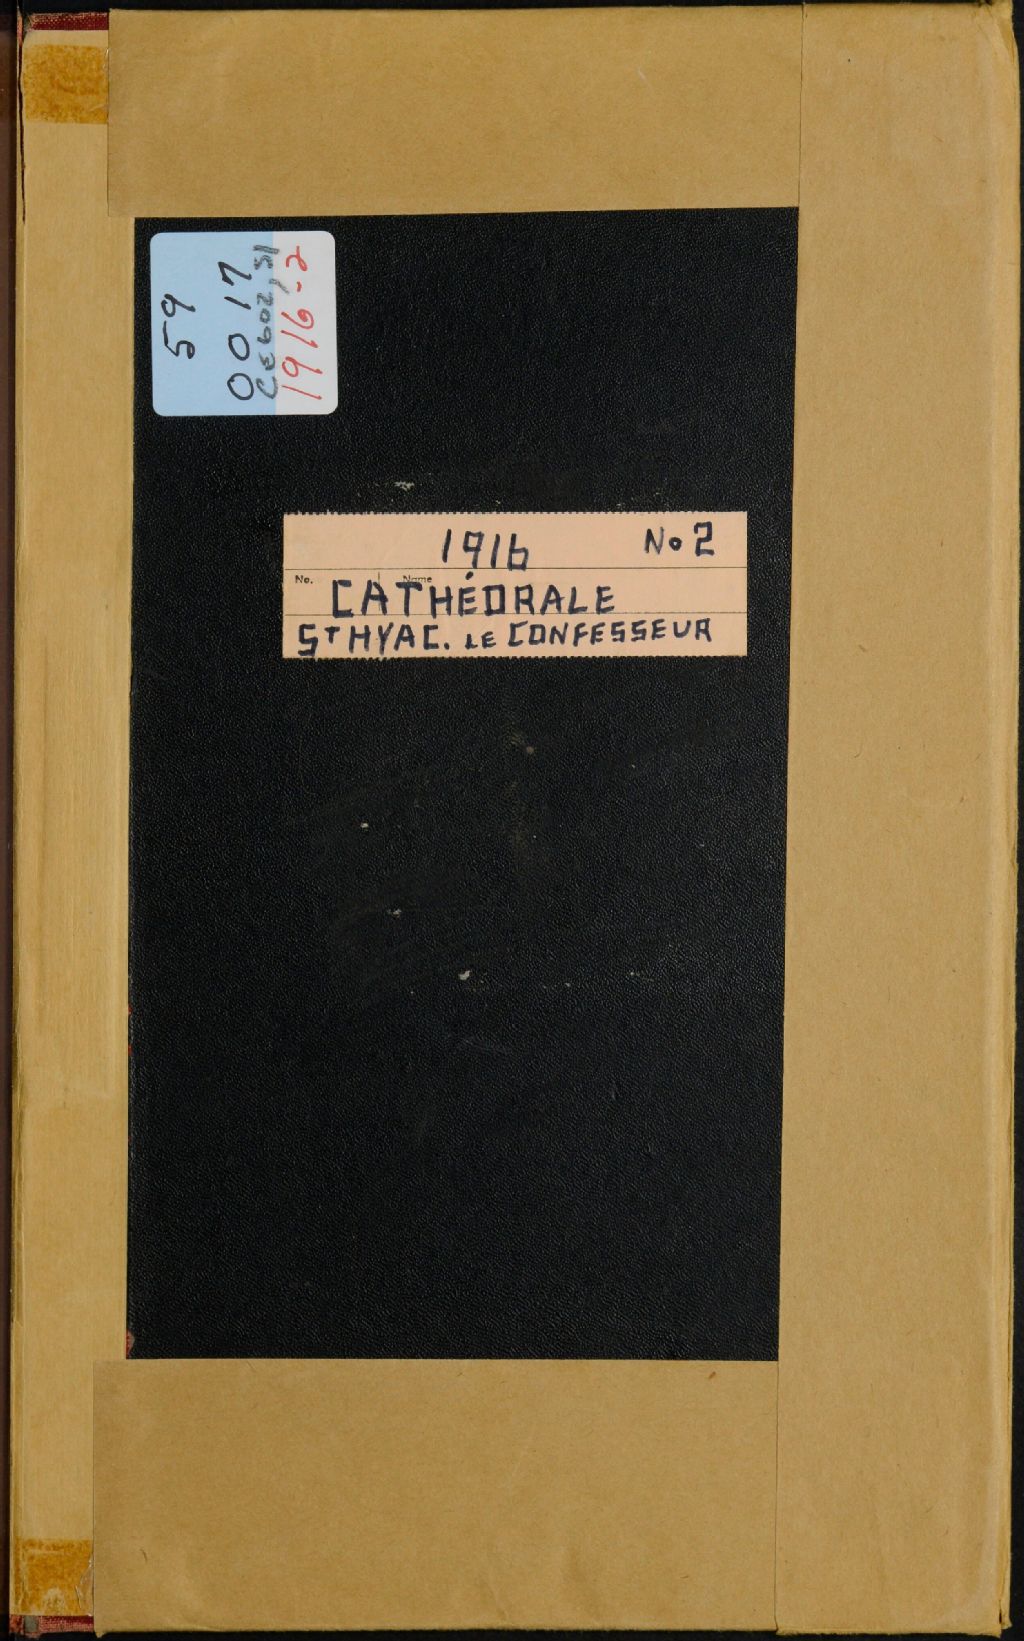 59
0017
CE602,S1
1916-2
1916 No 2
No. Name
CATHÉDRALE
ST HYAC. LE CONFESSEUR